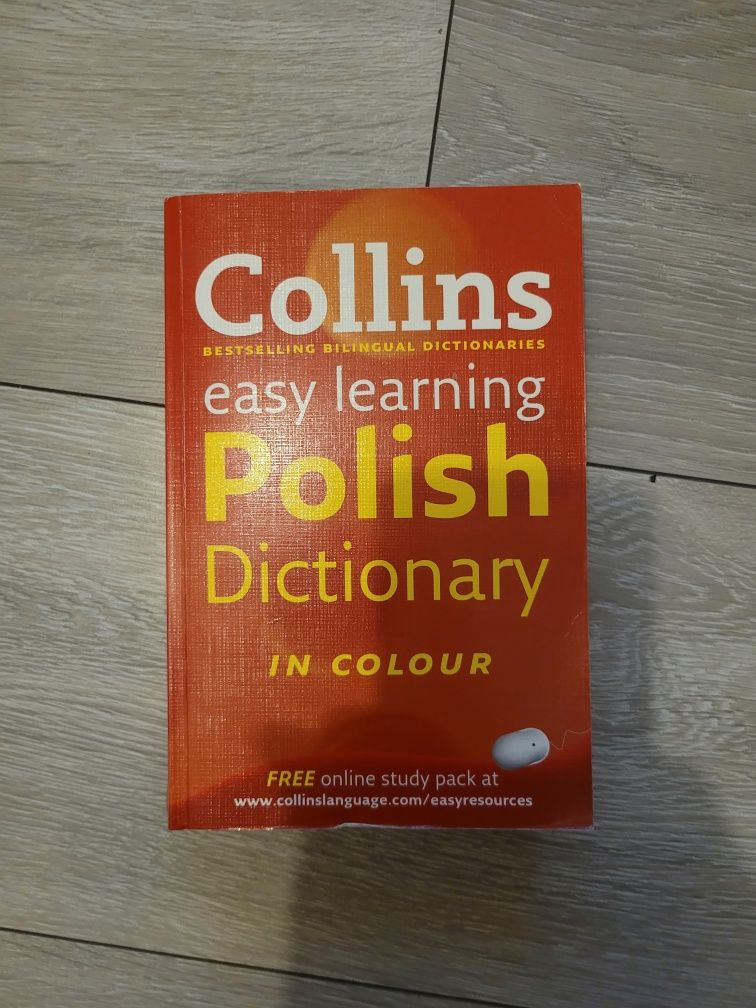 Collins
BESTSELLING BILINGUAL DICTIONARIES
easy learning
Polish
Dictionary
IN COLOUR
FREE online study pack at
www.collinslanguage.com/easyresources